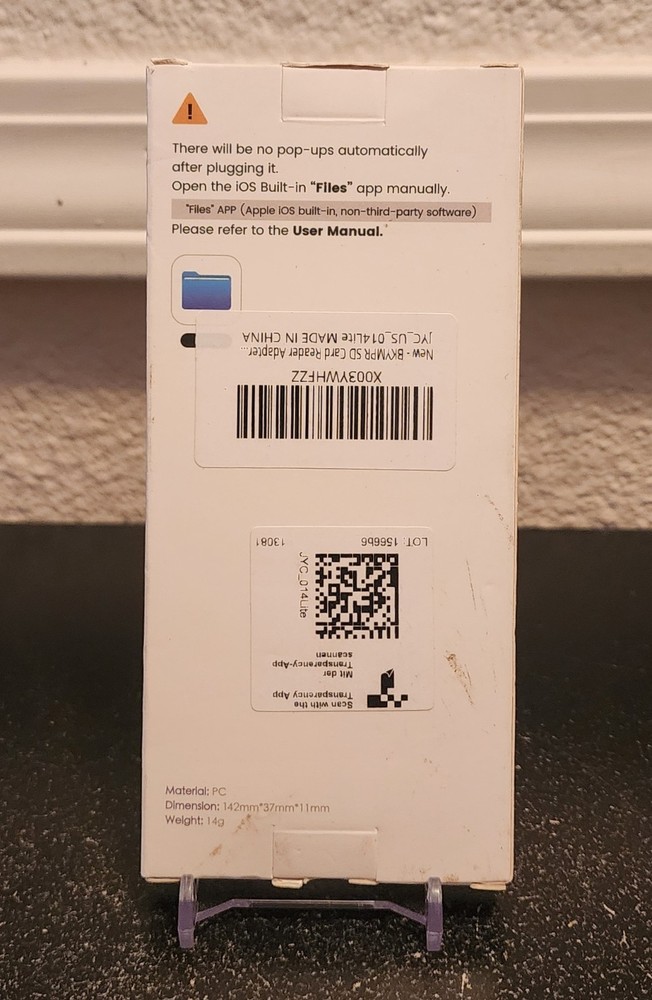 There will be no pop-ups automatically
after plugging it.
Open the iOS Built-in "Files" app manually.
"Files" APP (Apple iOS built-in, non-third-party software)
Please refer to the User Manual.
X003YWHFZZ
New - BKYMPR SD Card Reader Adapter...
JYC_US_014Lite MADE IN CHINA
Scan with the
Transparency App
Mit der
Transparency-App
scannen
JYC_014Lite
LOT: 1566b6
13081
Material: PC
Dimension: 142mm*37mm*11mm
Weight: 14g